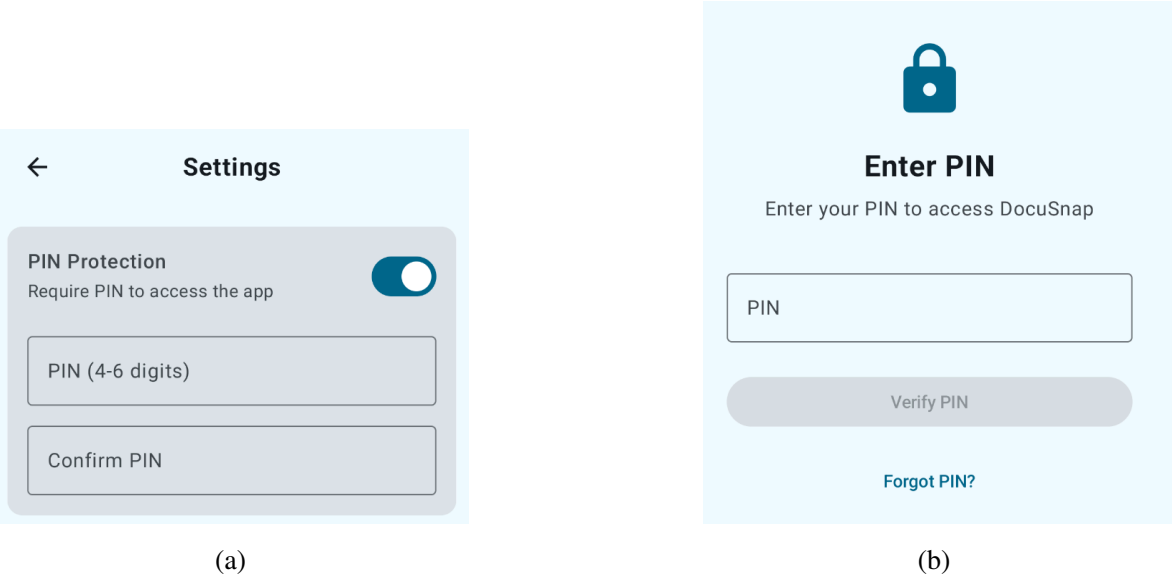 Settings
PIN Protection
Require PIN to access the app
PIN (4-6 digits)
Confirm PIN
(a)
Enter PIN
Enter your PIN to access DocuSnap
PIN
Verify PIN
Forgot PIN?
(b)